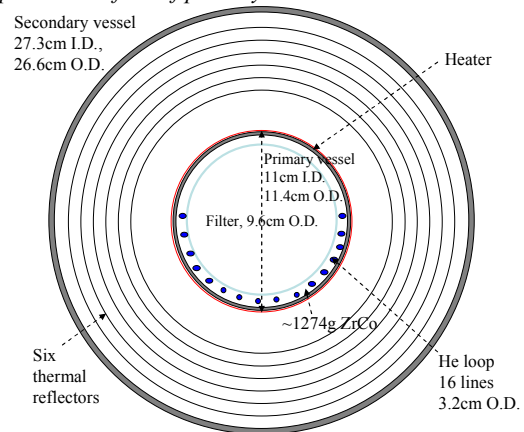 Secondary vessel
27.3cm I.D.,
26.6cm O.D.
Heater
Primary vessel
11cm I.D.
11.4cm O.D.
Filter, 9.6cm O.D.
~1274g ZrCo
Six
thermal
reflectors
He loop
16 lines
3.2cm O.D.